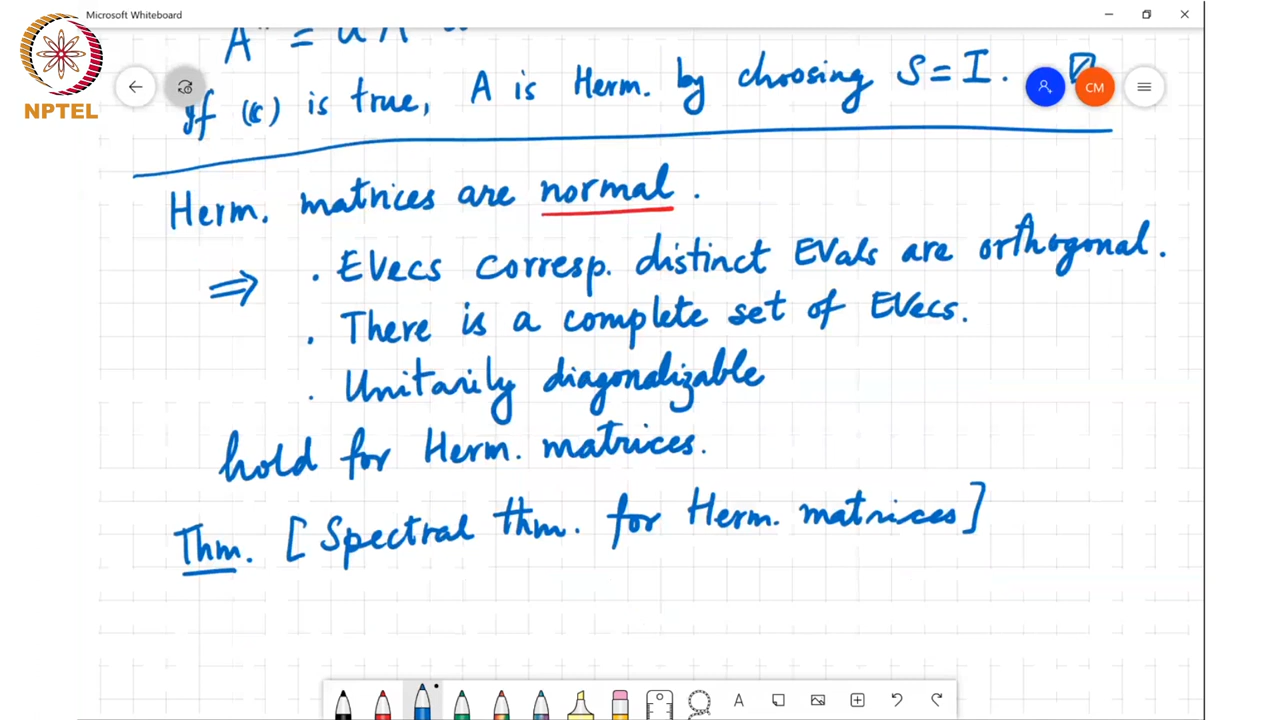 Microsoft Whiteboard
NPTEL
If (c) is true, A is Herm. by choosing S = I.
CM
Herm. matrices are normal.
⇒ . EVecs corresp. distinct EVals are orthogonal.
. There is a complete set of EVecs.
. Unitarily diagonalizable
hold for Herm. matrices.
Thm. [Spectral thm. for Herm. matrices]
A